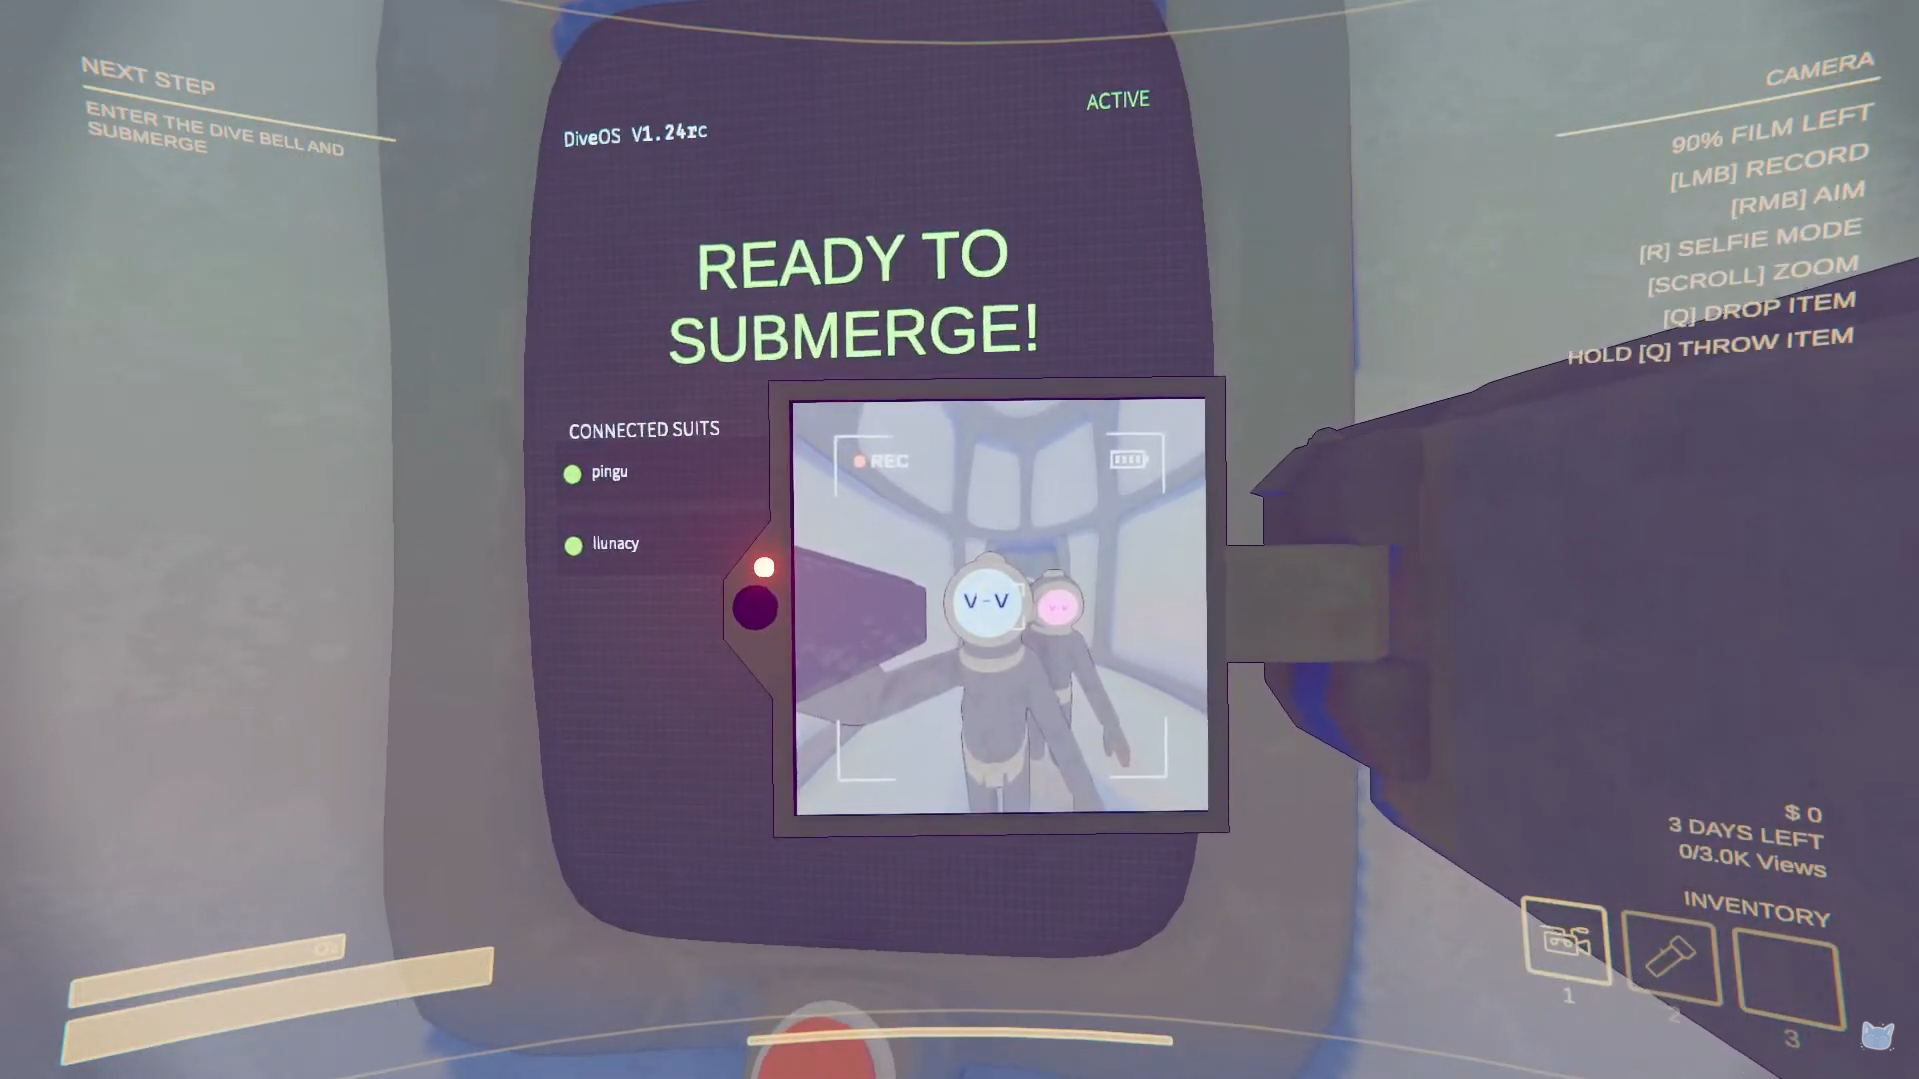 NEXT STEP
ENTER THE DIVE BELL AND
SUBMERGE
DiveOS V1.24rc
ACTIVE
READY TO
SUBMERGE!
CONNECTED SUITS
pingu
llunacy
REC
V-V
CAMERA
90% FILM LEFT
[LMB] RECORD
[RMB] AIM
[R] SELFIE MODE
[SCROLL] ZOOM
[Q] DROP ITEM
HOLD [Q] THROW ITEM
$ 0
3 DAYS LEFT
0/3.0K Views
INVENTORY
1
2
3